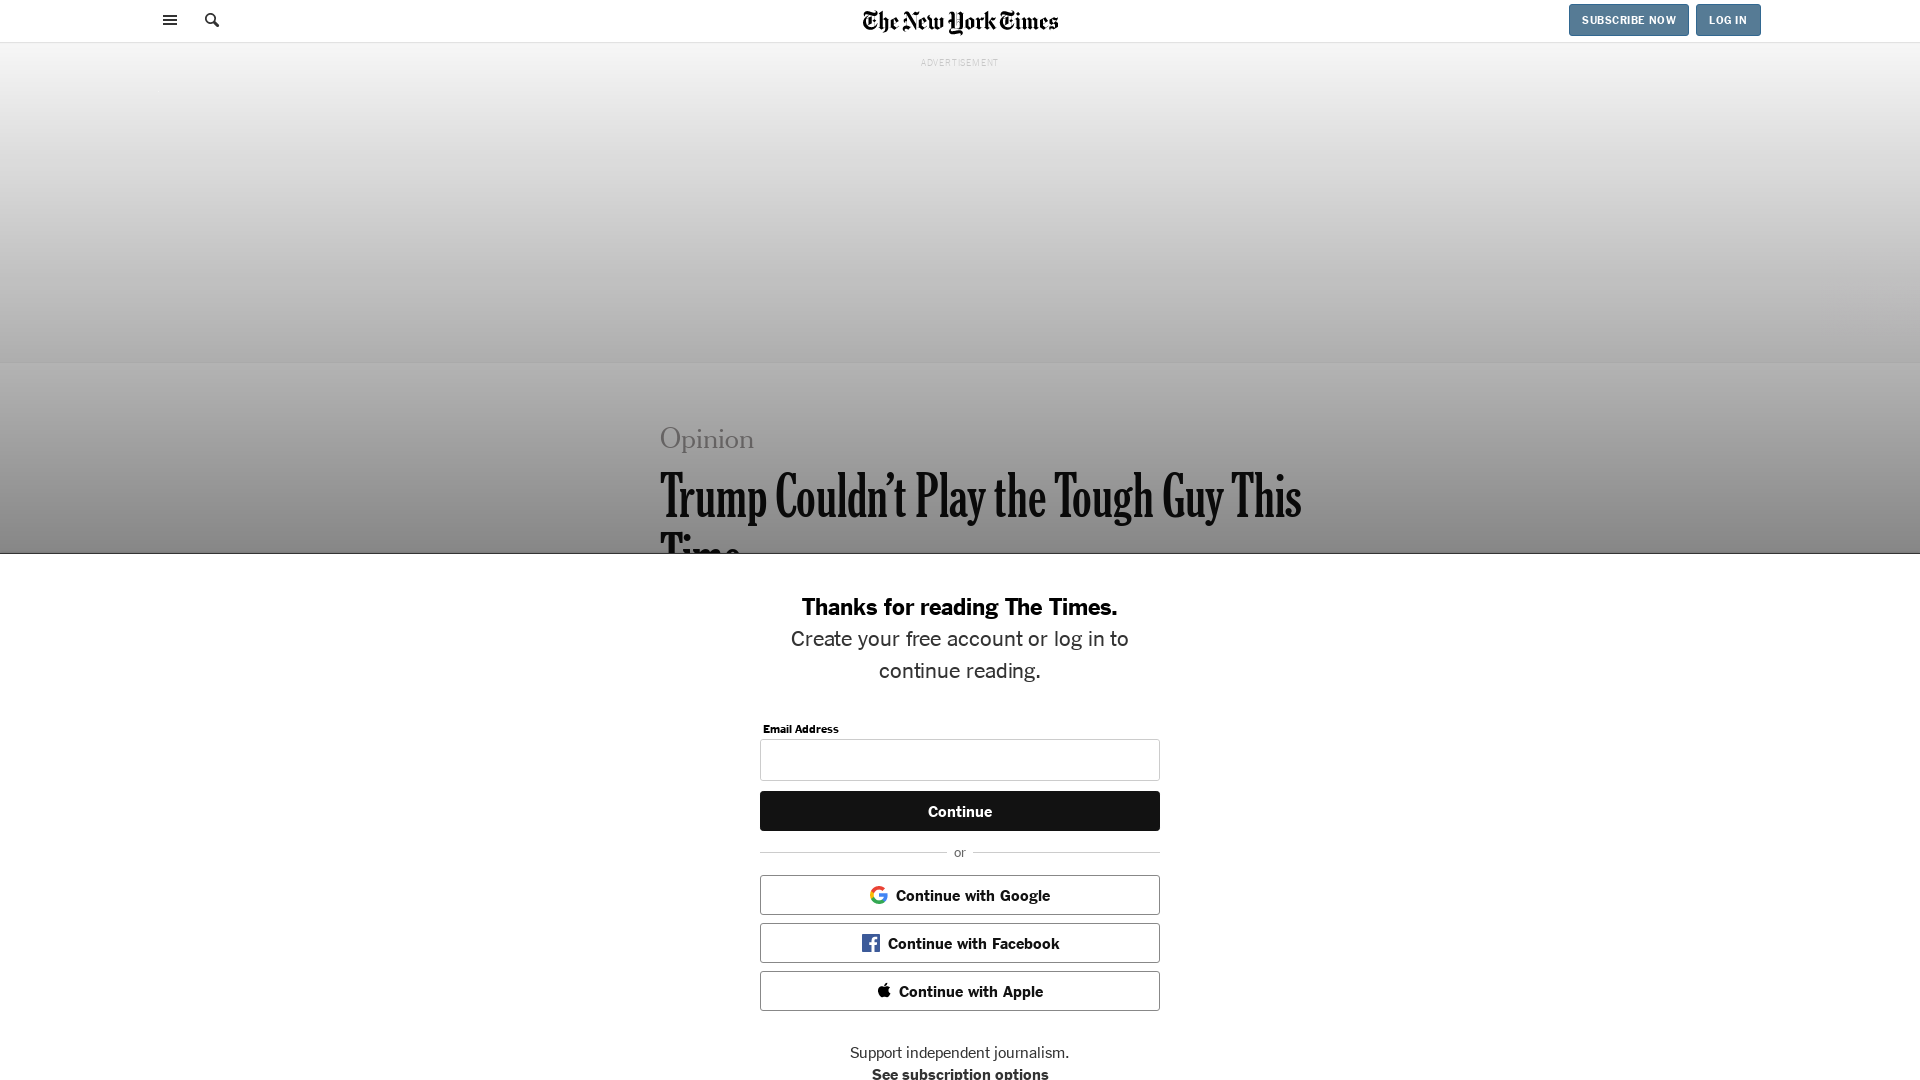 The New York Times
SUBSCRIBE NOW
LOG IN
ADVERTISEMENT
Opinion
Trump Couldn’t Play the Tough Guy This
Time
Thanks for reading The Times.
Create your free account or log in to
continue reading.
Email Address
Continue
or
Continue with Google
Continue with Facebook
Continue with Apple
Support independent journalism.
See subscription options